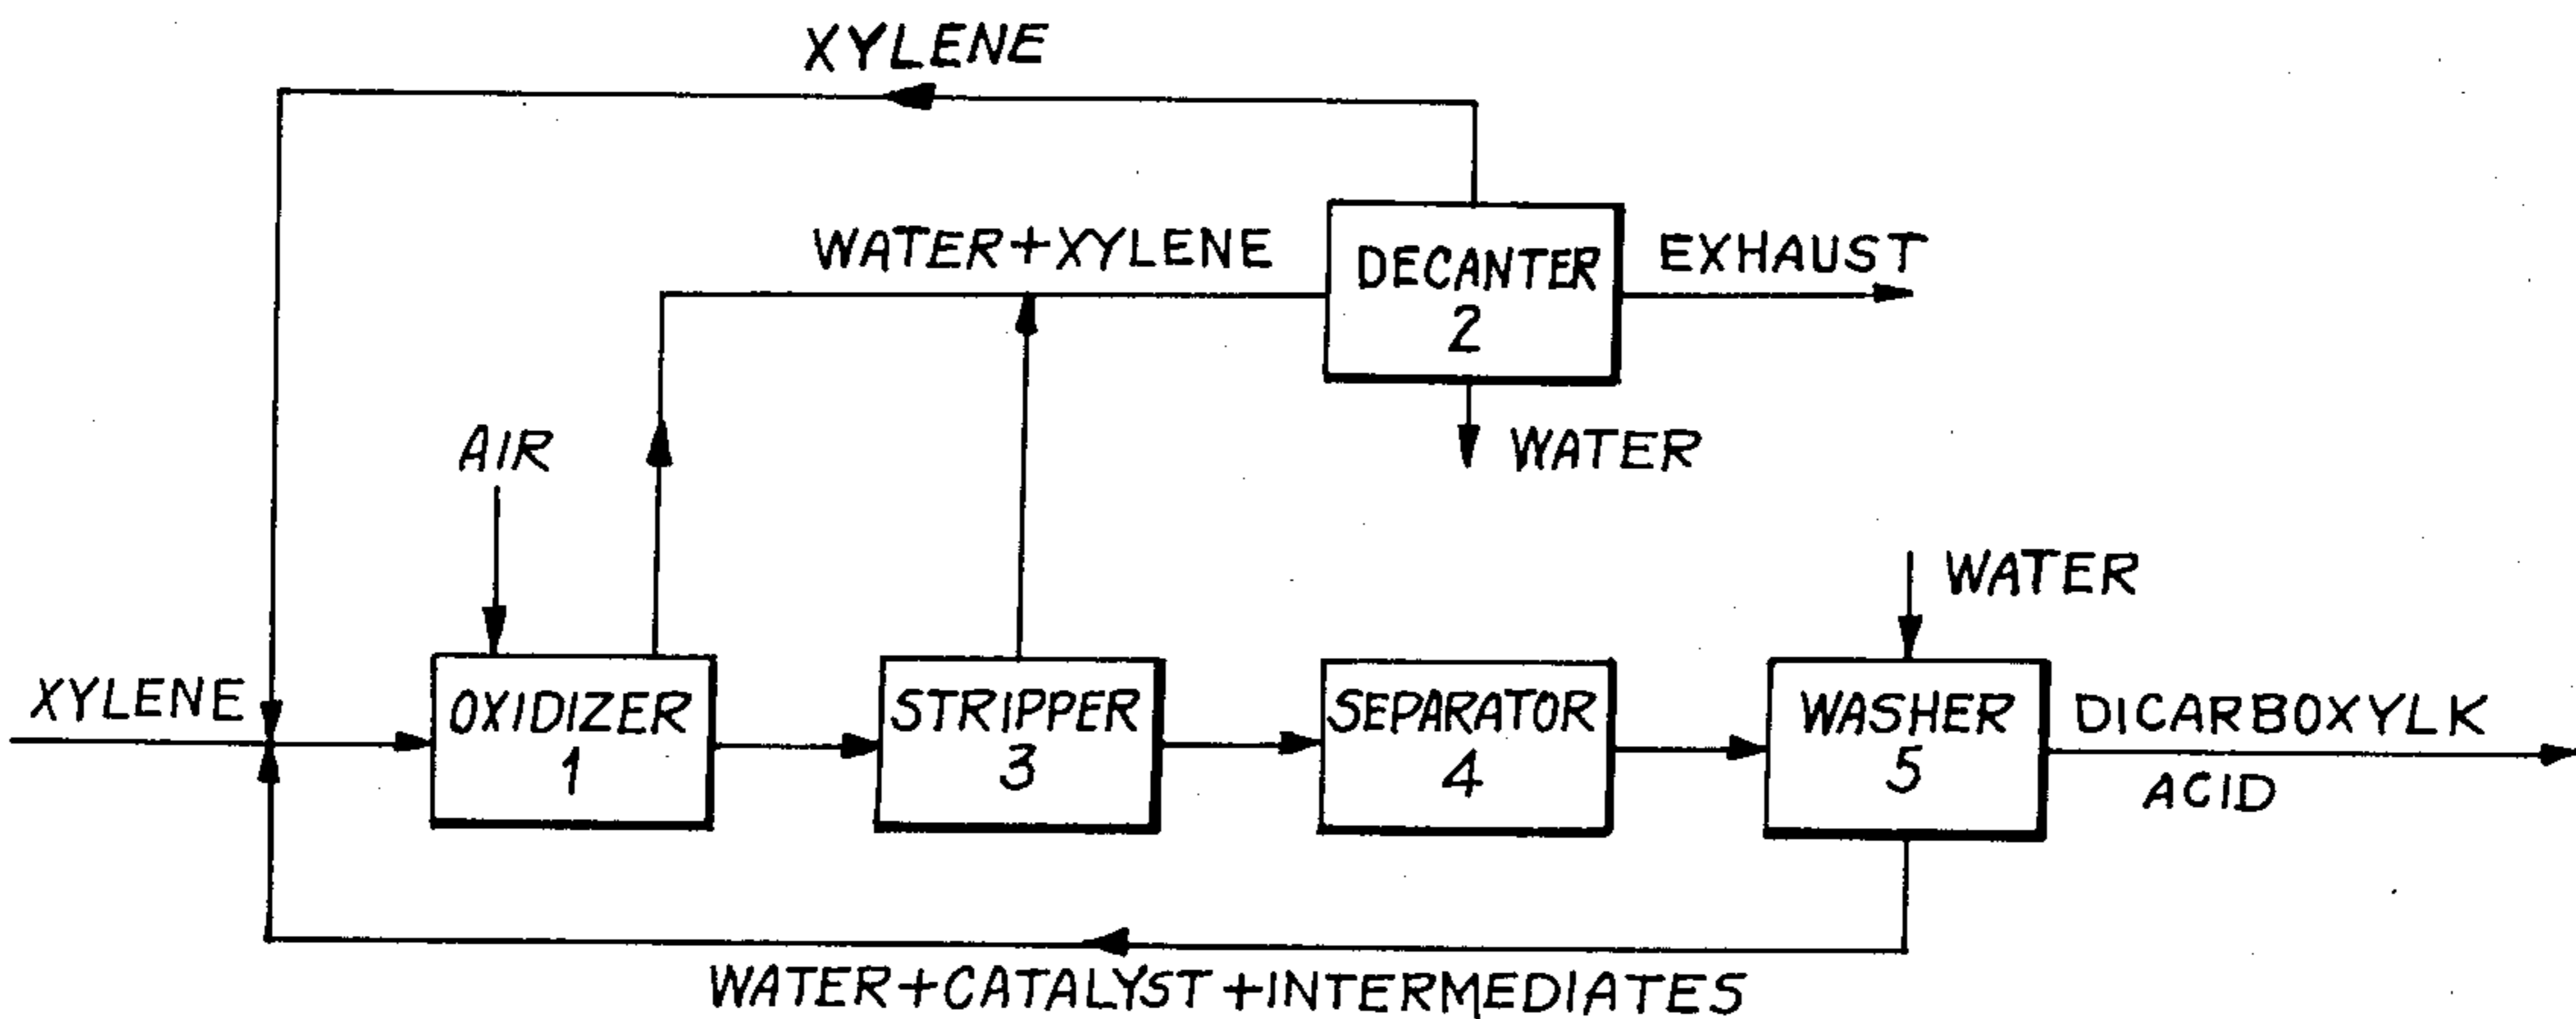 XYLENE
WATER+XYLENE
DECANTER
2
EXHAUST
AIR
WATER
WATER
XYLENE
OXIDIZER
1
STRIPPER
3
SEPARATOR
4
WASHER
5
DICARBOXYLK
ACID
WATER+CATALYST+INTERMEDIATES